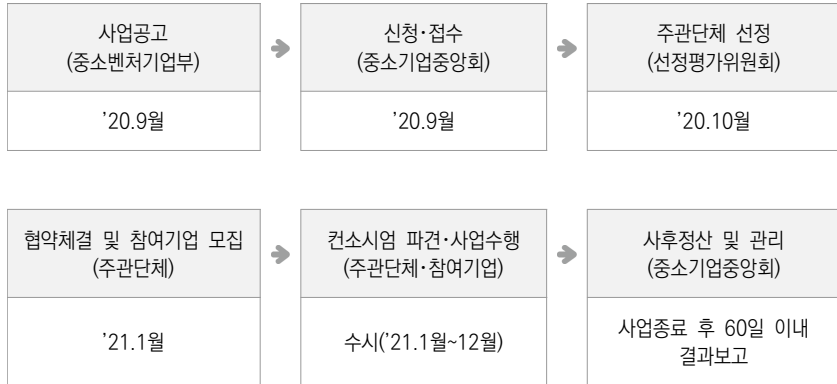 사업공고
(중소벤처기업부)
’20.9월
신청·접수
(중소기업중앙회)
’20.9월
주관단체 선정
(선정평가위원회)
’20.10월
협약체결 및 참여기업 모집
(주관단체)
’21.1월
컨소시엄 파견·사업수행
(주관단체·참여기업)
수시(’21.1월~12월)
사후정산 및 관리
(중소기업중앙회)
사업종료 후 60일 이내
결과보고